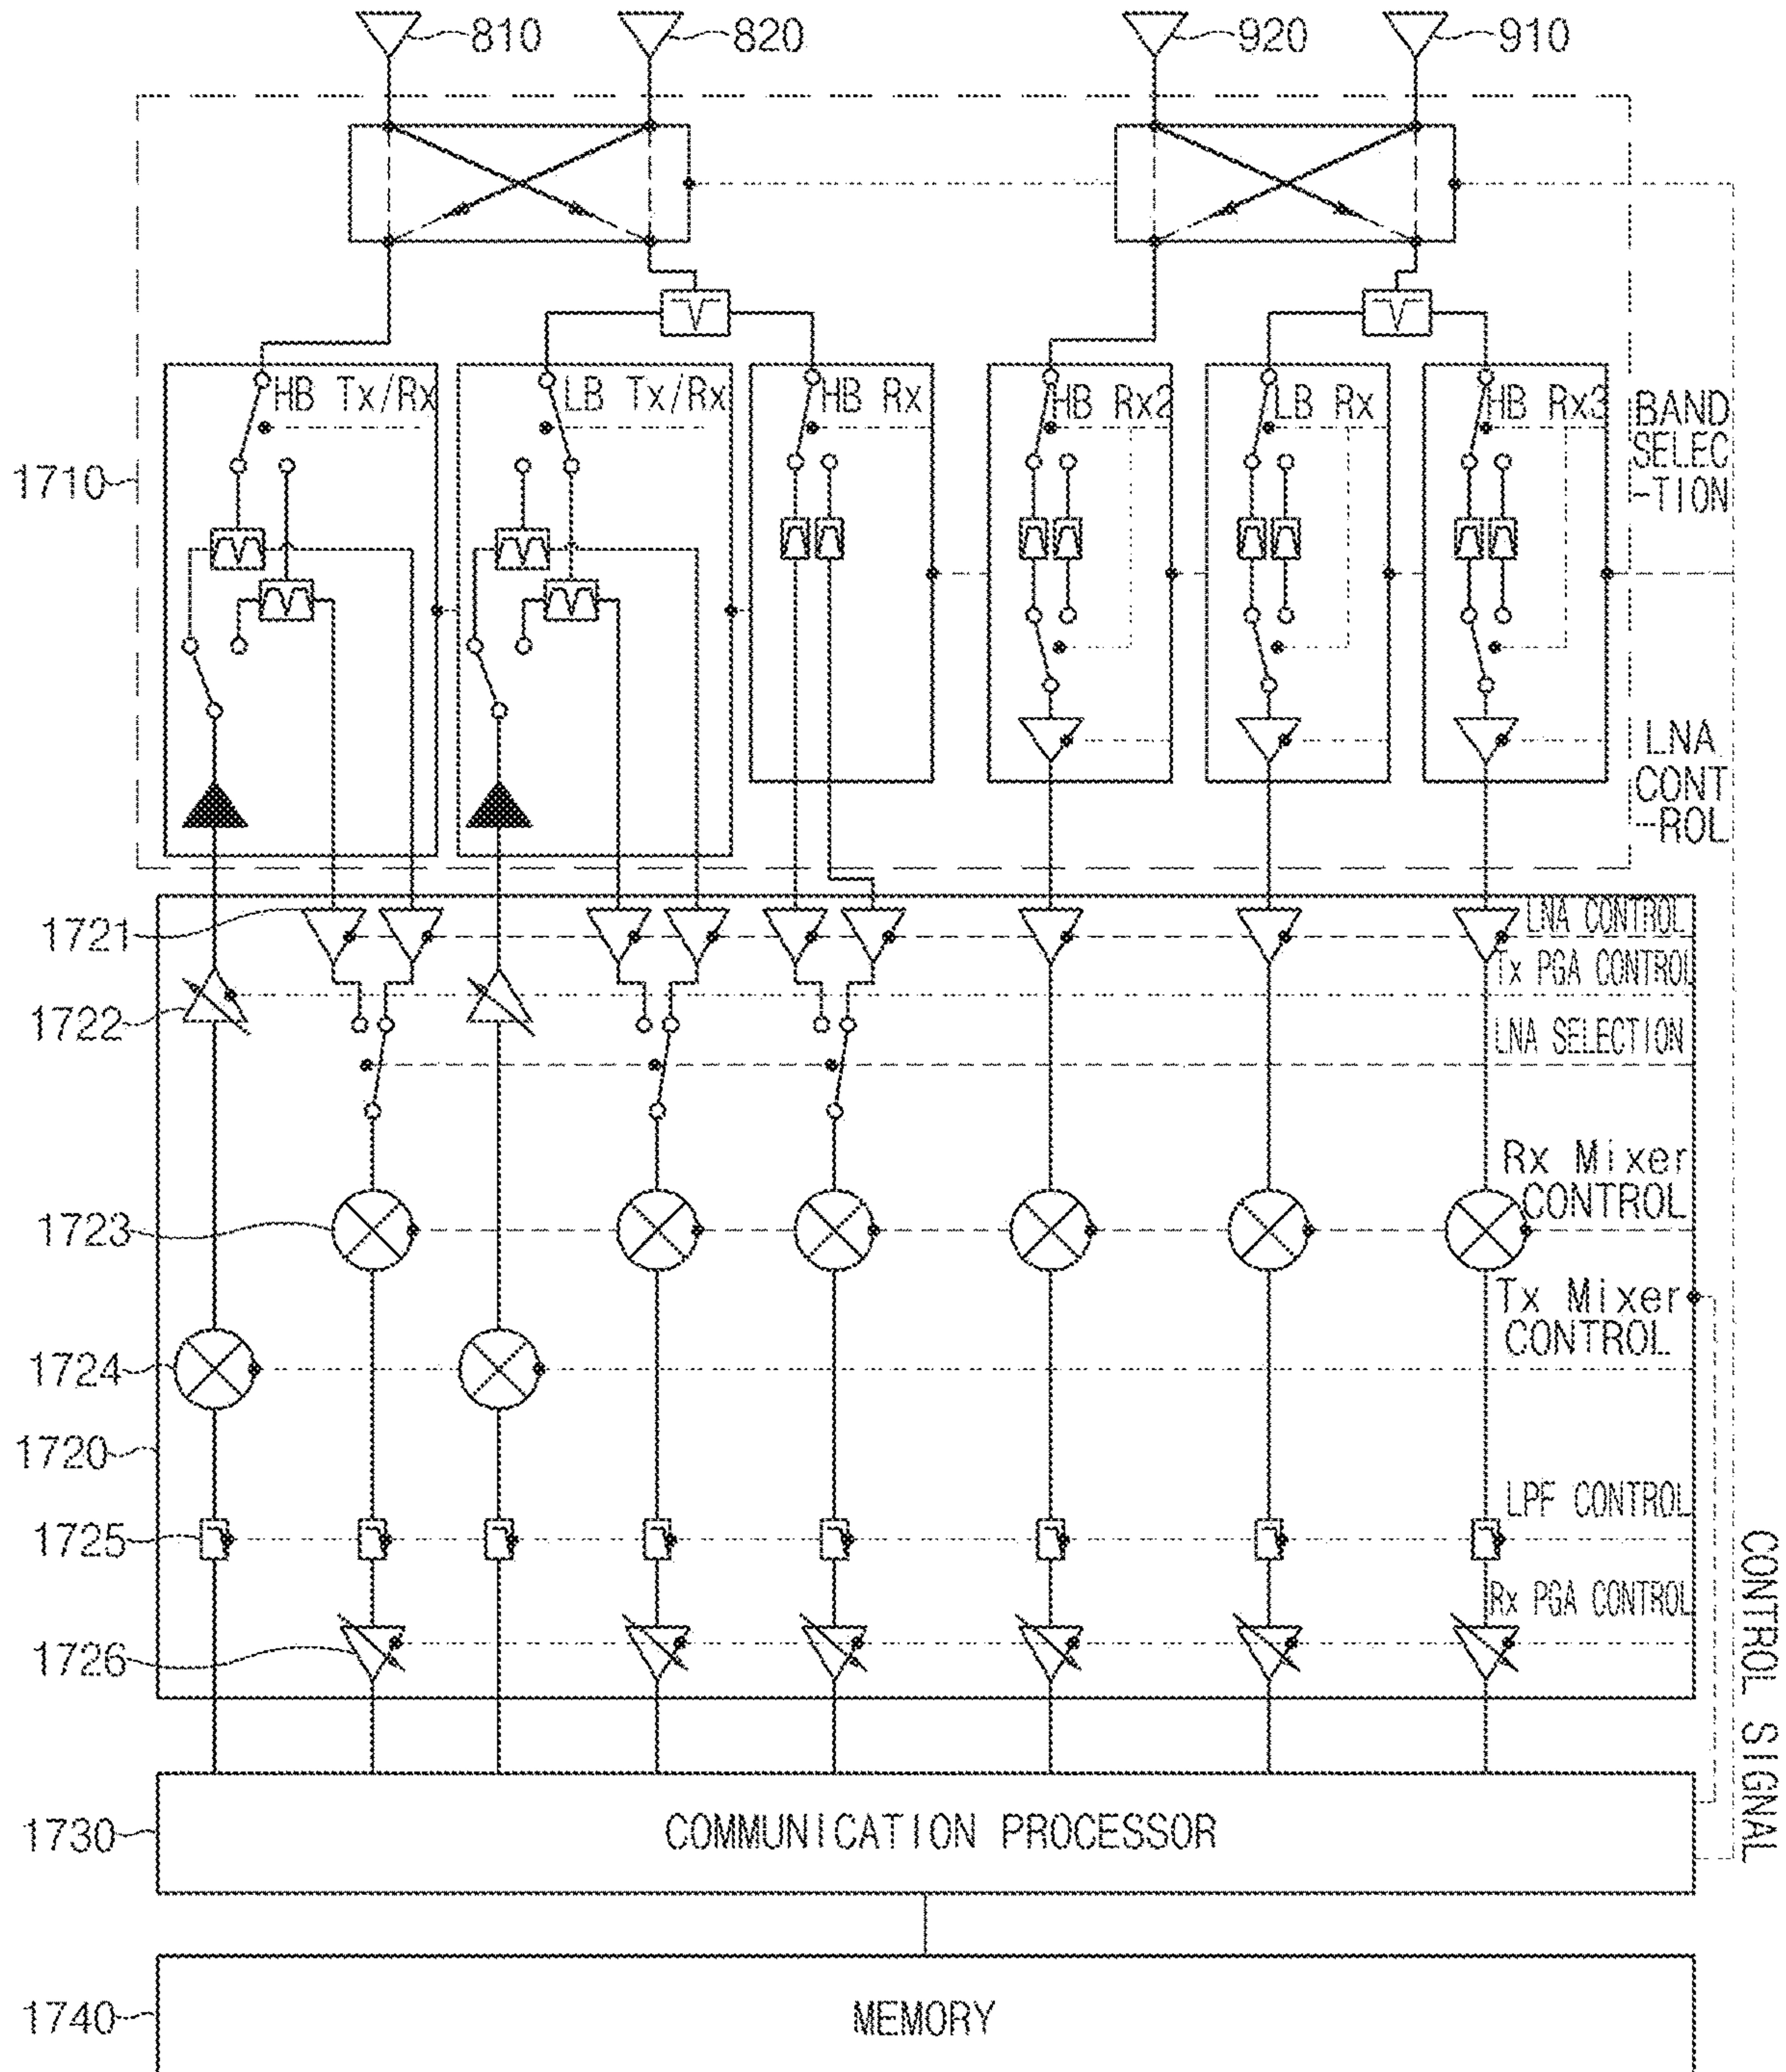 810
820
920
910
HB Tx/Rx
LB Tx/Rx
HB Rx
HB Rx2
LB Rx
HB Rx3
BAND
SELEC
-TION
1710
LNA
CONT
-ROL
1721
LNA CONTROL
Tx PGA CONTROL
1722
LNA SELECTION
Rx Mixer
CONTROL
1723
Tx Mixer
CONTROL
1724
1720
LPF CONTROL
1725
Rx PGA CONTROL
1726
CONTROL SIGNAL
1730
COMMUNICATION PROCESSOR
1740
MEMORY